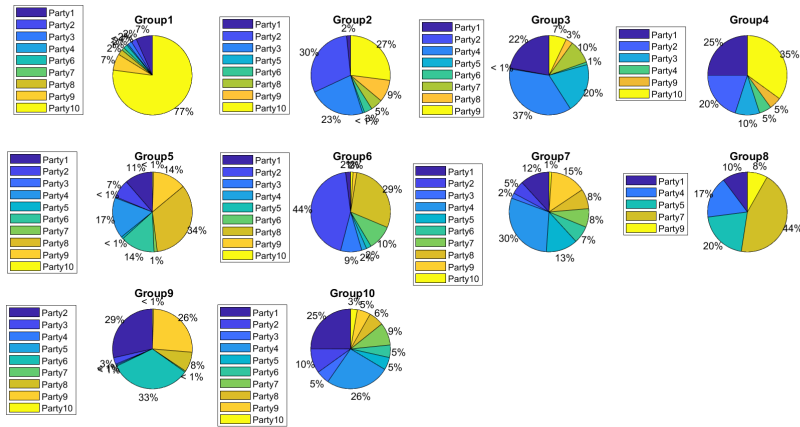 Group1
Party1
Party2
Party3
Party4
Party6
Party7
Party8
Party9
Party10
7%
2%
7%
77%
Group2
Party1
Party2
Party3
Party4
Party5
Party6
Party8
Party9
Party10
2%
30%
23%
< 1%
5%
9%
27%
Group3
Party1
Party2
Party4
Party5
Party6
Party7
Party8
Party9
22%
< 1%
37%
20%
1%
10%
3%
7%
Group4
Party1
Party2
Party3
Party4
Party9
Party10
25%
20%
10%
5%
5%
35%
Group5
Party1
Party2
Party3
Party4
Party5
Party6
Party7
Party8
Party9
Party10
11%
7%
< 1%
17%
< 1%
14%
1%
34%
14%
< 1%
Group6
Party1
Party2
Party3
Party4
Party5
Party6
Party8
Party9
Party10
2%
44%
9%
2%
2%
10%
29%
Group7
Party1
Party2
Party3
Party4
Party5
Party6
Party7
Party8
Party9
Party10
12%
5%
2%
30%
13%
7%
8%
8%
15%
1%
Group8
Party1
Party4
Party5
Party7
Party9
10%
17%
20%
44%
8%
Group9
Party2
Party3
Party4
Party5
Party6
Party7
Party8
Party9
Party10
29%
3%
33%
< 1%
8%
26%
< 1%
Group10
Party1
Party2
Party3
Party4
Party5
Party6
Party7
Party8
Party9
Party10
25%
10%
5%
26%
5%
5%
9%
6%
5%
3%